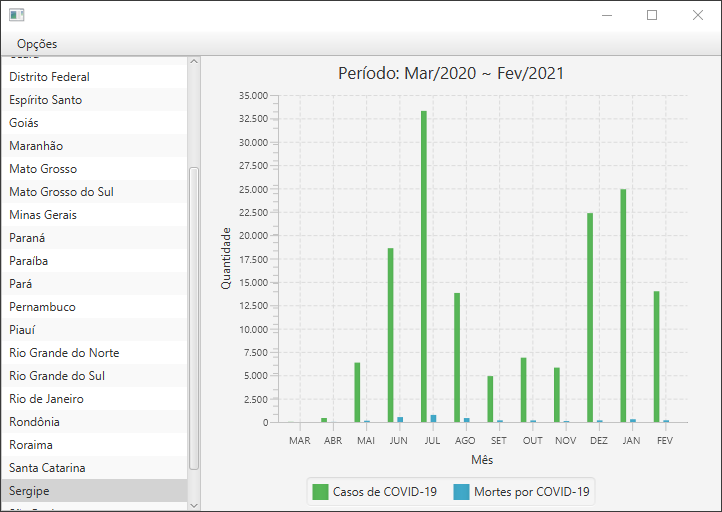 Opções
Distrito Federal
Espírito Santo
Goiás
Maranhão
Mato Grosso
Mato Grosso do Sul
Minas Gerais
Paraná
Paraíba
Pará
Pernambuco
Piauí
Rio Grande do Norte
Rio Grande do Sul
Rio de Janeiro
Rondônia
Roraima
Santa Catarina
Sergipe
Período: Mar/2020 ~ Fev/2021
Quantidade
35.000
32.500
30.000
27.500
25.000
22.500
20.000
17.500
15.000
12.500
10.000
7.500
5.000
2.500
0
MAR ABR MAI JUN JUL AGO SET OUT NOV DEZ JAN FEV
Mês
Casos de COVID-19 Mortes por COVID-19